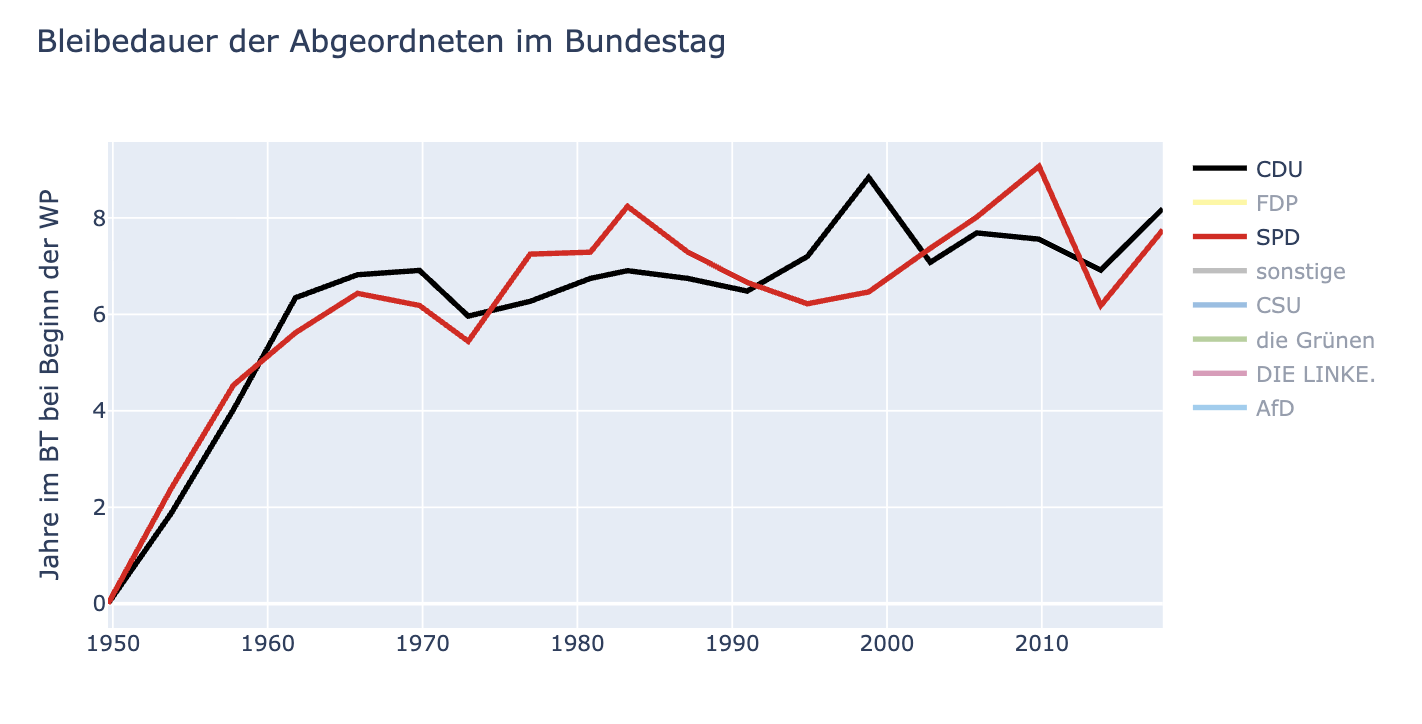 Bleibedauer der Abgeordneten im Bundestag
Jahre im BT bei Beginn der WP
8
6
4
2
0
1950 1960 1970 1980 1990 2000 2010
CDU
FDP
SPD
sonstige
CSU
die Grünen
DIE LINKE.
AfD